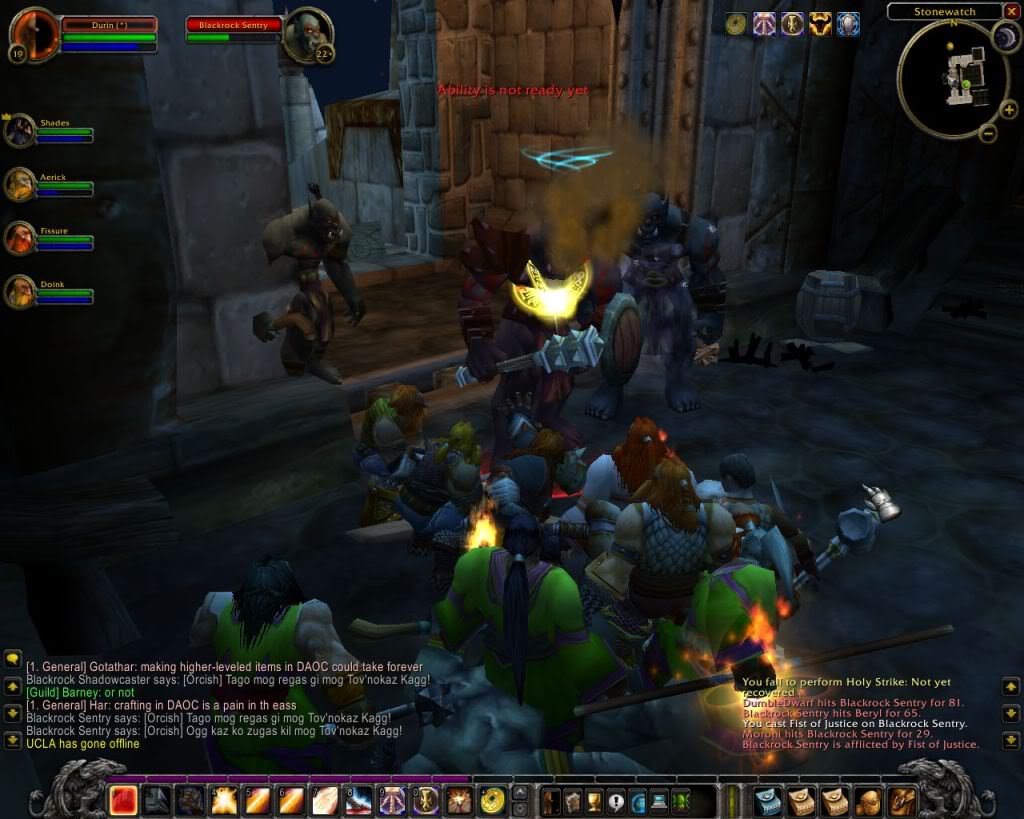 Durin (*)
19
Blackrock Sentry
22+
Stonewatch
N
Ability is not ready yet
Shades
Aerick
Fissure
Doink
[1. General] Gotathar: making higher-leveled items in DAOC could take forever
Blackrock Shadowcaster says: [Orcish] Tago mog regas gi mog Tov'nokaz Kagg!
[Guild] Barney: or not
[1. General] Har: crafting in DAOC is a pain in th eass
Blackrock Sentry says: [Orcish] Tago mog regas gi mog Tov'nokaz Kagg!
Blackrock Sentry says: [Orcish] Ogg kaz ko zugas kil mog Tov'nokaz Kagg!
UCLA has gone offline
You fail to perform Holy Strike: Not yet
recovered
DumbleDwarf hits Blackrock Sentry for 81.
Blackrock Sentry hits Beryl for 65.
You cast Fist of Justice on Blackrock Sentry.
Moroni hits Blackrock Sentry for 29.
Blackrock Sentry is afflicted by Fist of Justice.